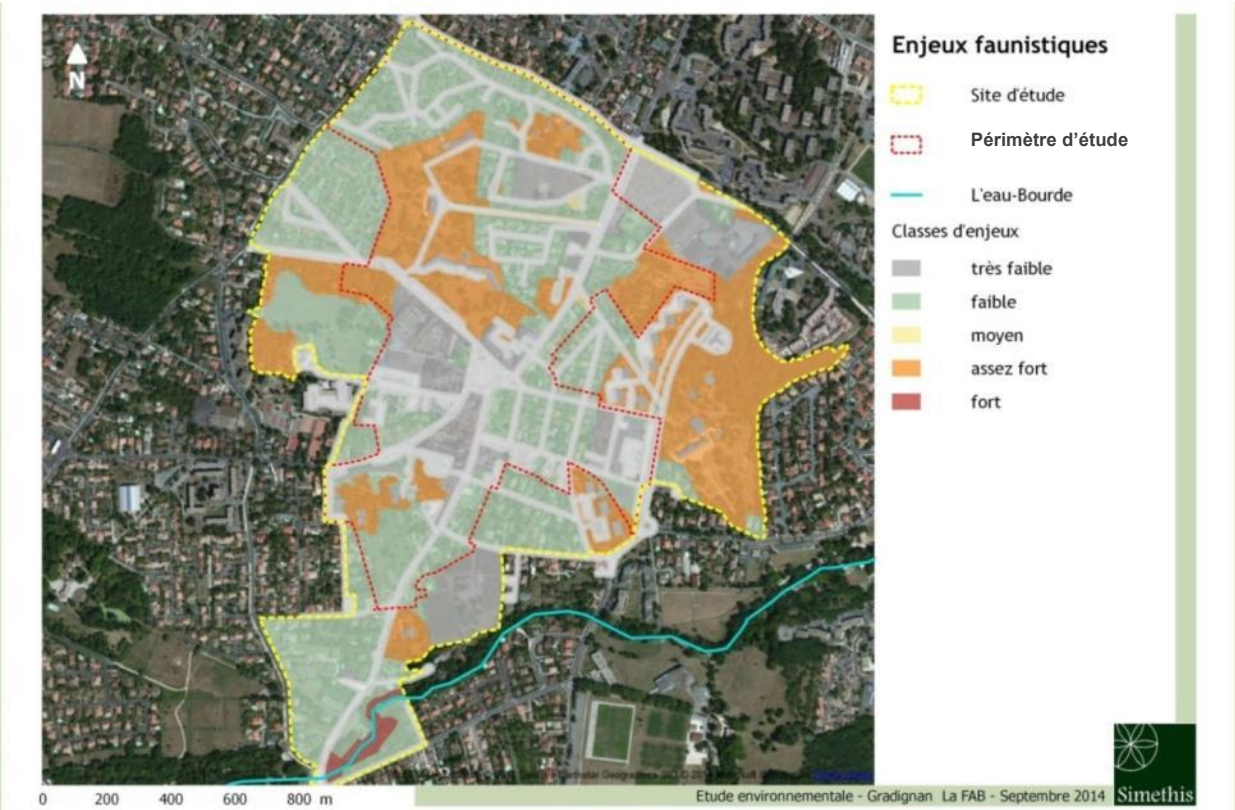 N
Enjeux faunistiques
Site d'étude
Périmètre d'étude
L'eau-Bourde
Classes d'enjeux
très faible
faible
moyen
assez fort
fort
0 200 400 600 800 m
Etude environnementale - Gradignan La FAB - Septembre 2014
Simethis